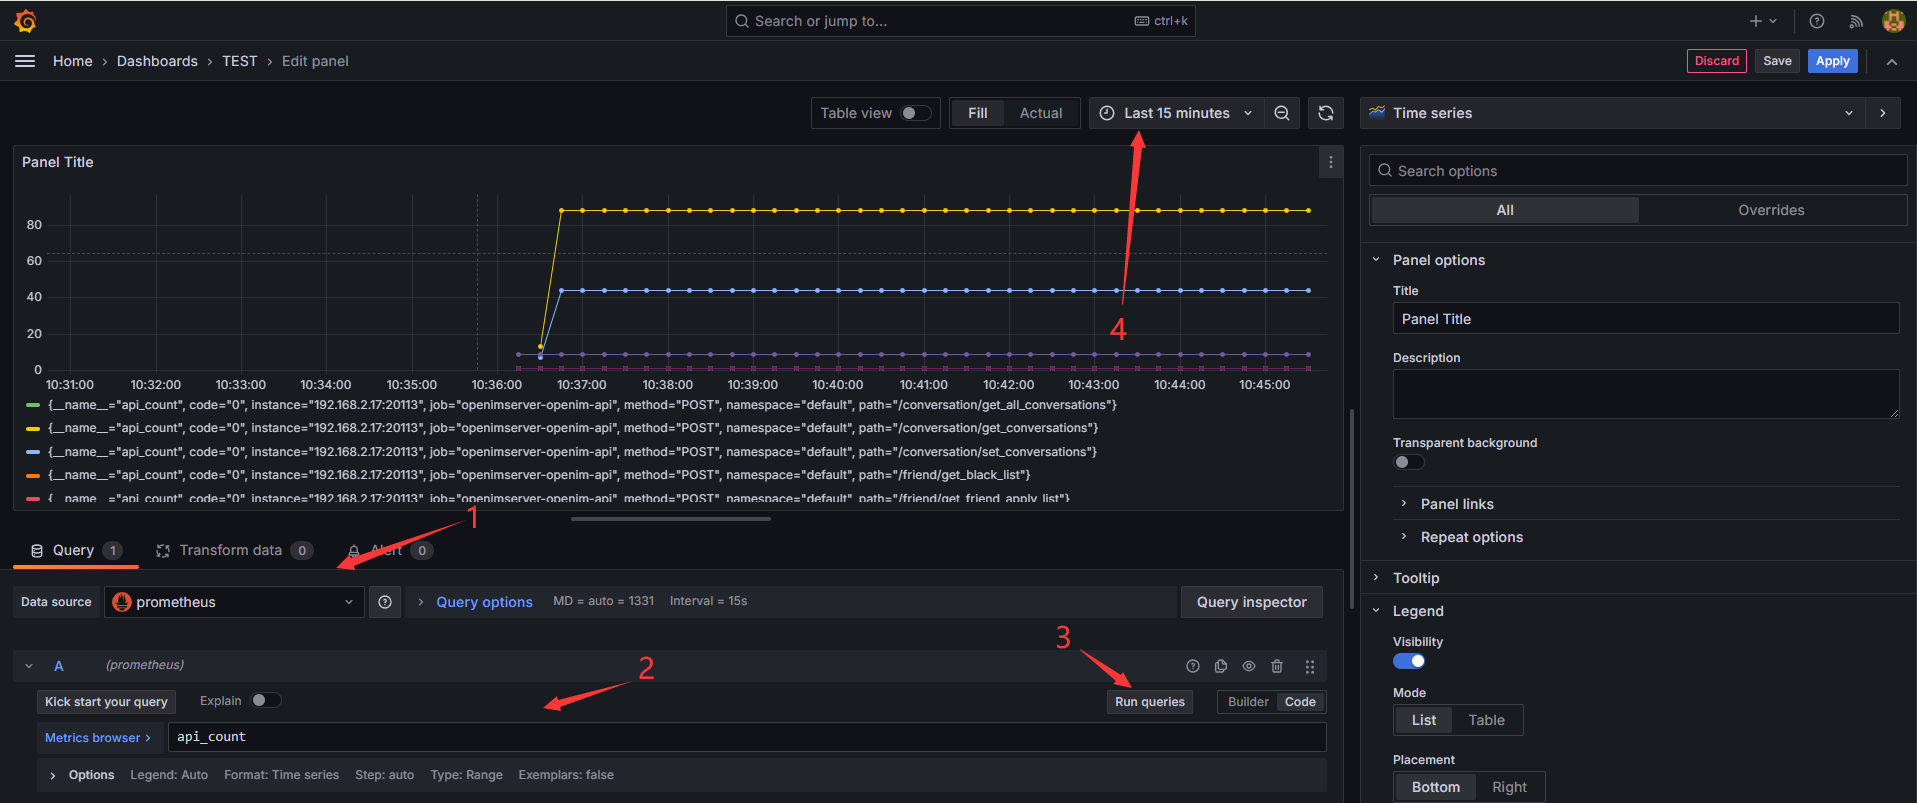 Search or jump to...
ctrl+k
Home > Dashboards > TEST > Edit panel
Discard
Save
Apply
Table view
Fill
Actual
Last 15 minutes
Time series
Panel Title
Search options
All
Overrides
80
60
40
20
0
10:31:00 10:32:00 10:33:00 10:34:00 10:35:00 10:36:00 10:37:00 10:38:00 10:39:00 10:40:00 10:41:00 10:42:00 10:43:00 10:44:00 10:45:00
4
{__name__="api_count", code="0", instance="192.168.2.17:20113", job="openimserver-openim-api", method="POST", namespace="default", path="/conversation/get_all_conversations"}
{__name__="api_count", code="0", instance="192.168.2.17:20113", job="openimserver-openim-api", method="POST", namespace="default", path="/conversation/get_conversations"}
{__name__="api_count", code="0", instance="192.168.2.17:20113", job="openimserver-openim-api", method="POST", namespace="default", path="/conversation/set_conversations"}
{__name__="api_count", code="0", instance="192.168.2.17:20113", job="openimserver-openim-api", method="POST", namespace="default", path="/friend/get_black_list"}
{__name__="api_count", code="0", instance="192.168.2.17:20113", job="openimserver-openim-api", method="POST", namespace="default", path="/friend/get_friend_apply_list"}
Panel options
Title
Panel Title
Description
Transparent background
Panel links
Repeat options
Tooltip
Legend
Visibility
Mode
List
Table
Placement
Bottom
Right
1
Query 1
Transform data 0
Alert 0
Data source
prometheus
Query options
MD = auto = 1331
Interval = 15s
Query inspector
A
(prometheus)
2
3
Kick start your query
Explain
Run queries
Builder
Code
Metrics browser >
api_count
Options
Legend: Auto
Format: Time series
Step: auto
Type: Range
Exemplars: false